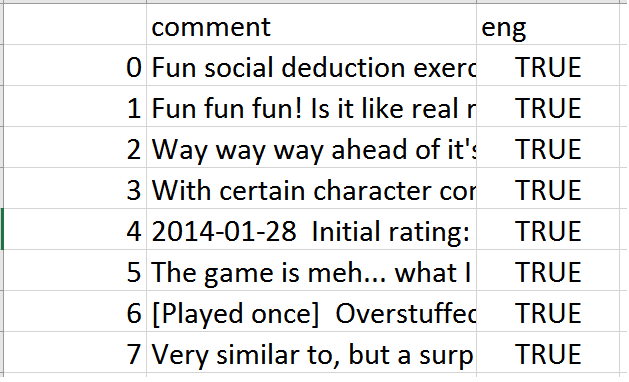 comment eng
0 Fun social deduction exerc TRUE
1 Fun fun fun! Is it like real r TRUE
2 Way way way ahead of it's TRUE
3 With certain character cor TRUE
4 2014-01-28 Initial rating: TRUE
5 The game is meh... what I TRUE
6 [Played once] Overstuffed TRUE
7 Very similar to, but a surp TRUE